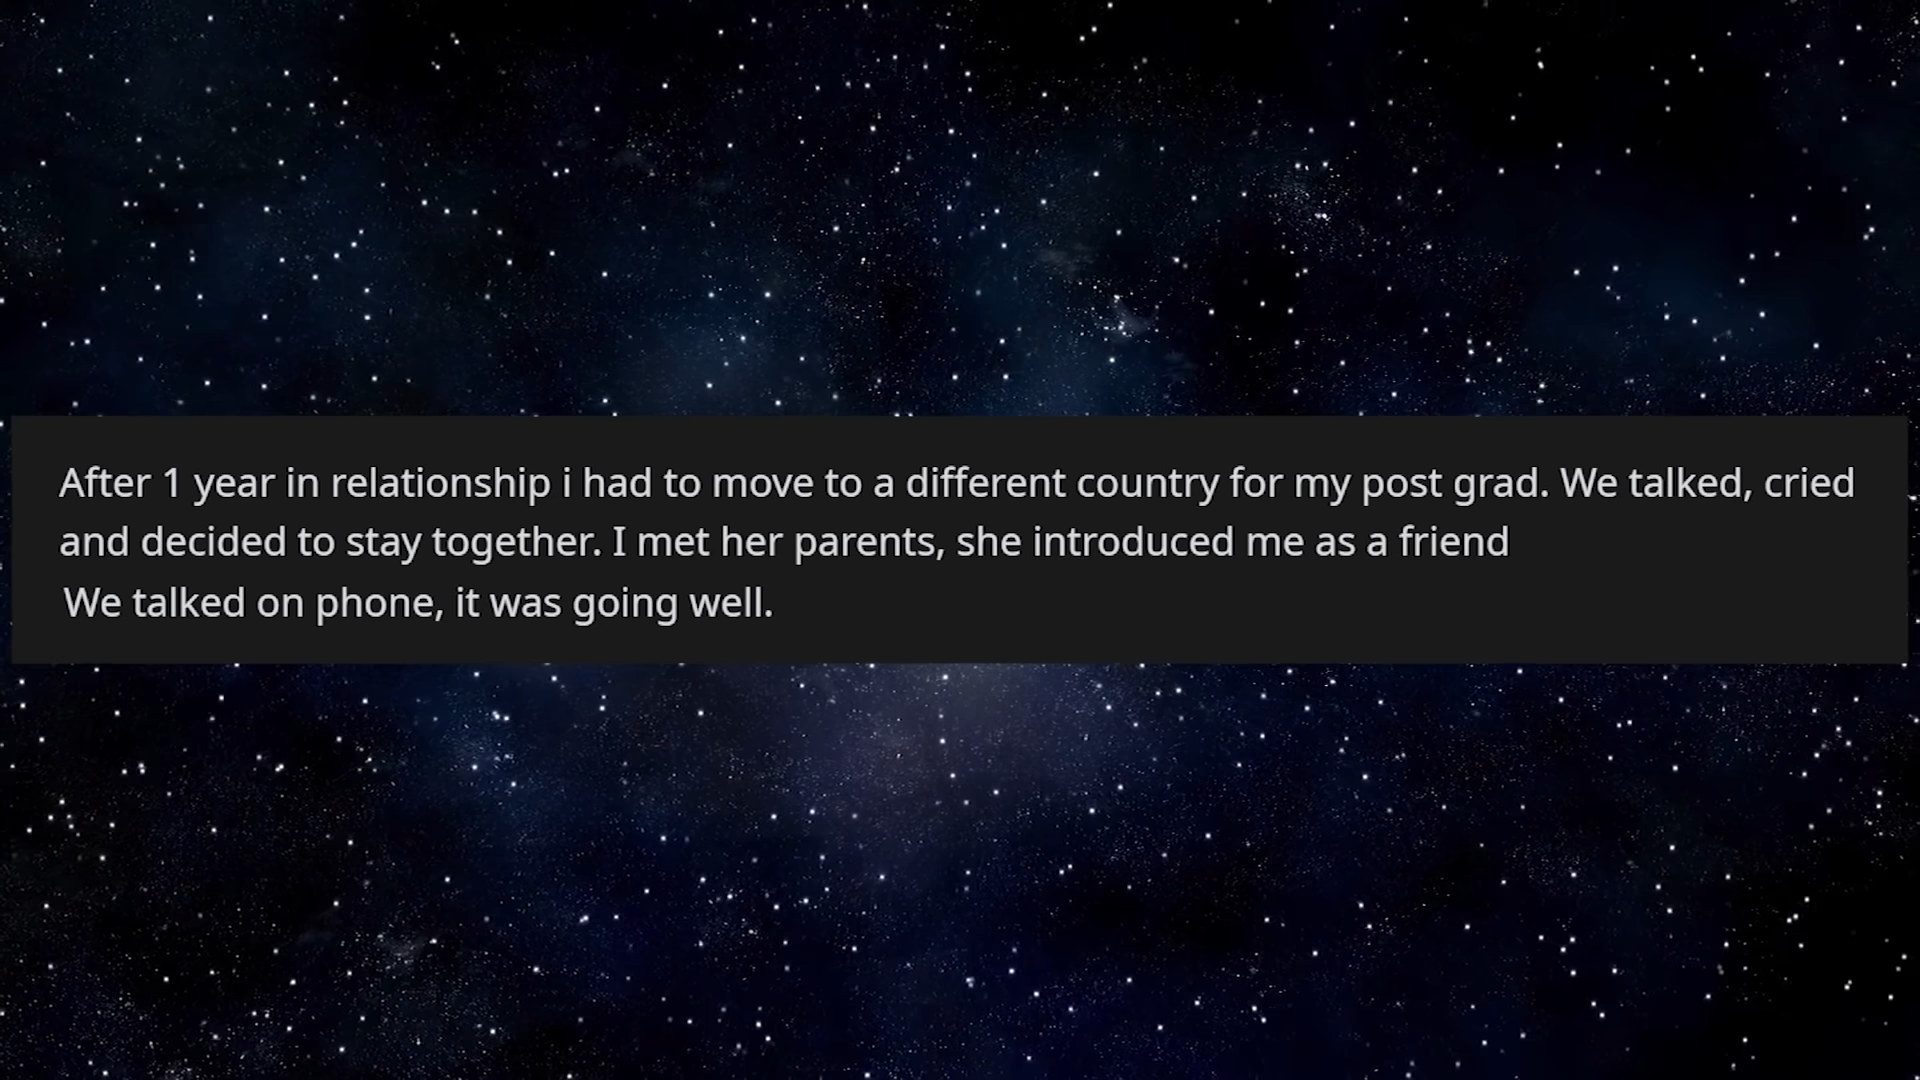 After 1 year in relationship i had to move to a different country for my post grad. We talked, cried
and decided to stay together. I met her parents, she introduced me as a friend
We talked on phone, it was going well.